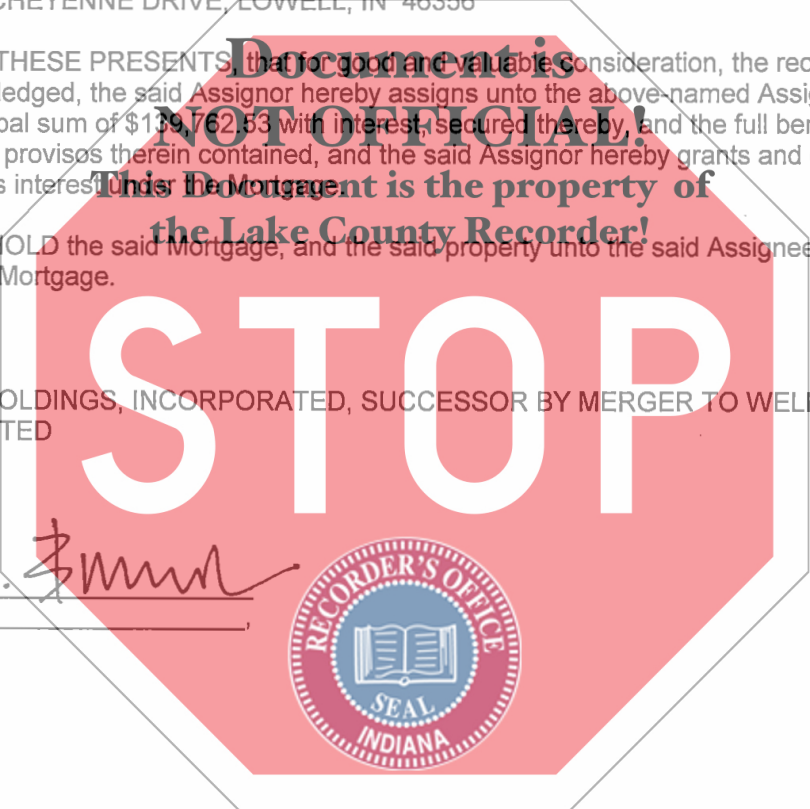 CHEYENNE DRIVE, LOWELL, IN 46356
THESE PRESENTS, that for good and valuable consideration, the rec
ledged, the said Assignor hereby assigns unto the above-named Assig
pal sum of $139,762.53 with interest, secured thereby, and the full ben
provisos therein contained, and the said Assignor hereby grants and
s interest under the Mortgage.
Document is
NOT OFFICIAL!
This Document is the property of
the Lake County Recorder!
OLD the said Mortgage, and the said property unto the said Assignee
Mortgage.
STOP
OLDINGS, INCORPORATED, SUCCESSOR BY MERGER TO WELL
TED
RECORDER'S OFFICE
SEAL
INDIANA